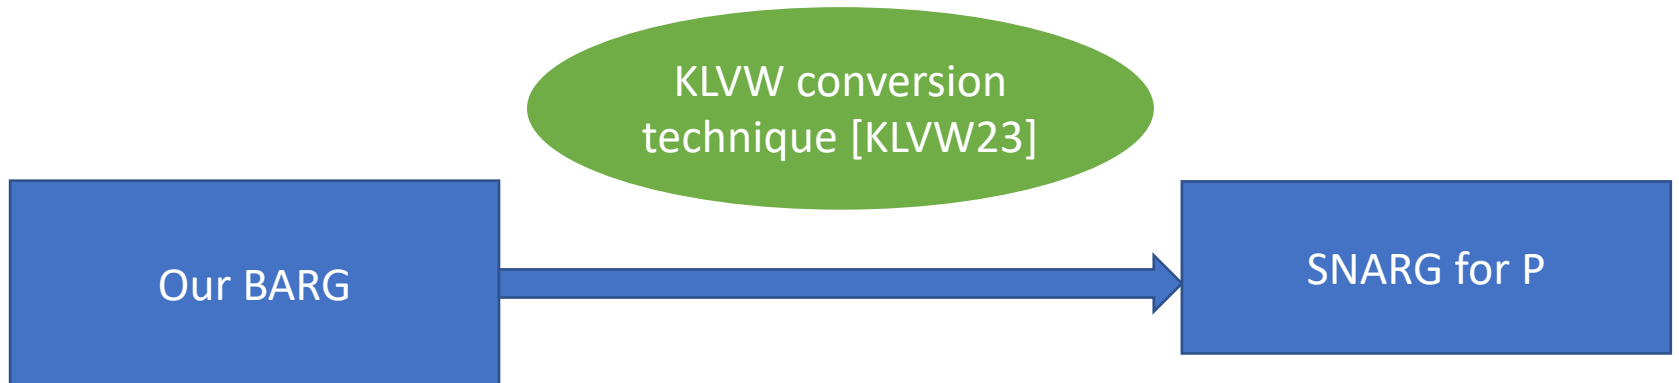 KLVW conversion
technique [KLVW23]
Our BARG
SNARG for P